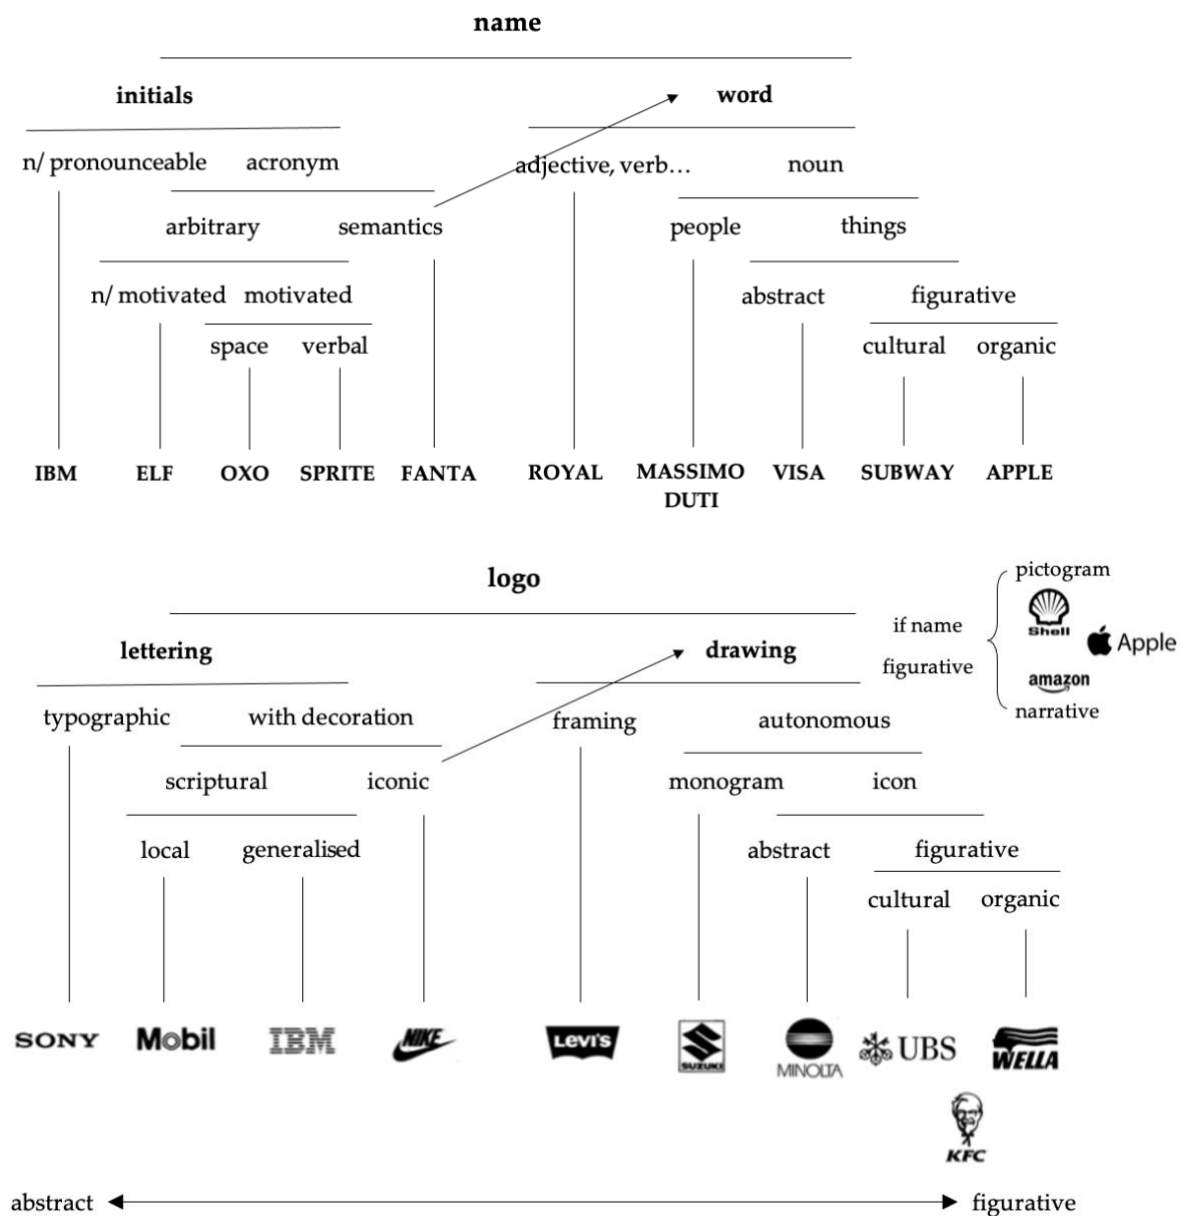 name
initials word
n/ pronounceable acronym adjective, verb... noun
arbitrary semantics people things
n/ motivated motivated abstract figurative
space verbal cultural organic
IBM ELF OXO SPRITE FANTA ROYAL MASSIMO DUTI VISA SUBWAY APPLE
logo
pictogram
if name
Shell
Apple
figurative
amazon
narrative
lettering drawing
typographic with decoration framing autonomous
scriptural iconic monogram icon
local generalised abstract figurative
cultural organic
SONY Mobil IBM NIKE LEVI'S SUZUKI MINOLTA UBS WELLA
KFC
abstract figurative